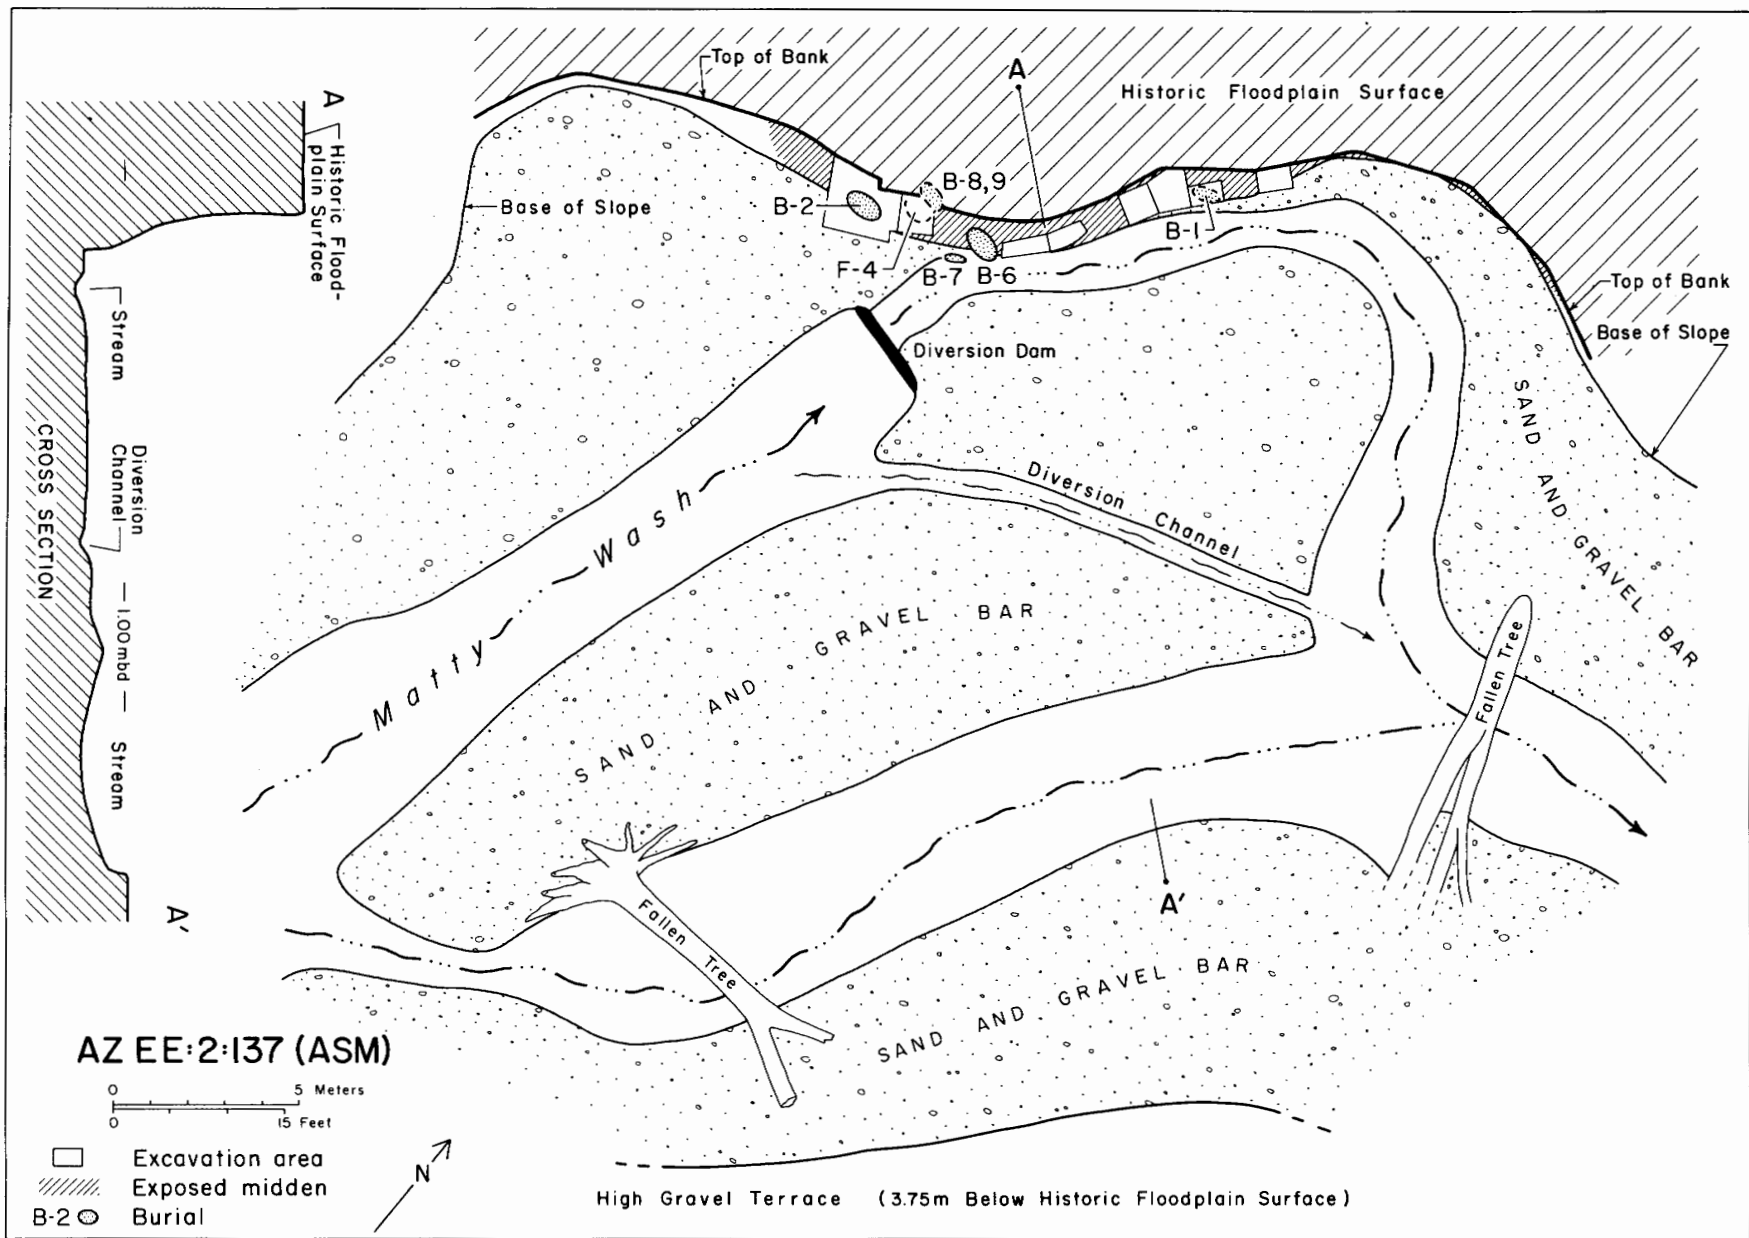 A
Historic Flood-
plain Surface
Stream
Diversion
Channel
1.00mbd
Stream
CROSS SECTION
A'
Top of Bank
A
Historic Floodplain Surface
Base of Slope
B-2
B-8,9
F-4
B-7
B-6
B-1
Top of Bank
Base of Slope
Diversion Dam
Matty Wash
Diversion Channel
SAND AND GRAVEL BAR
SAND AND GRAVEL BAR
Fallen Tree
Fallen Tree
A'
SAND AND GRAVEL BAR
AZ EE:2:137 (ASM)
0 5 Meters
0 15 Feet
Excavation area
Exposed midden
B-2 Burial
N
High Gravel Terrace (3.75m Below Historic Floodplain Surface)